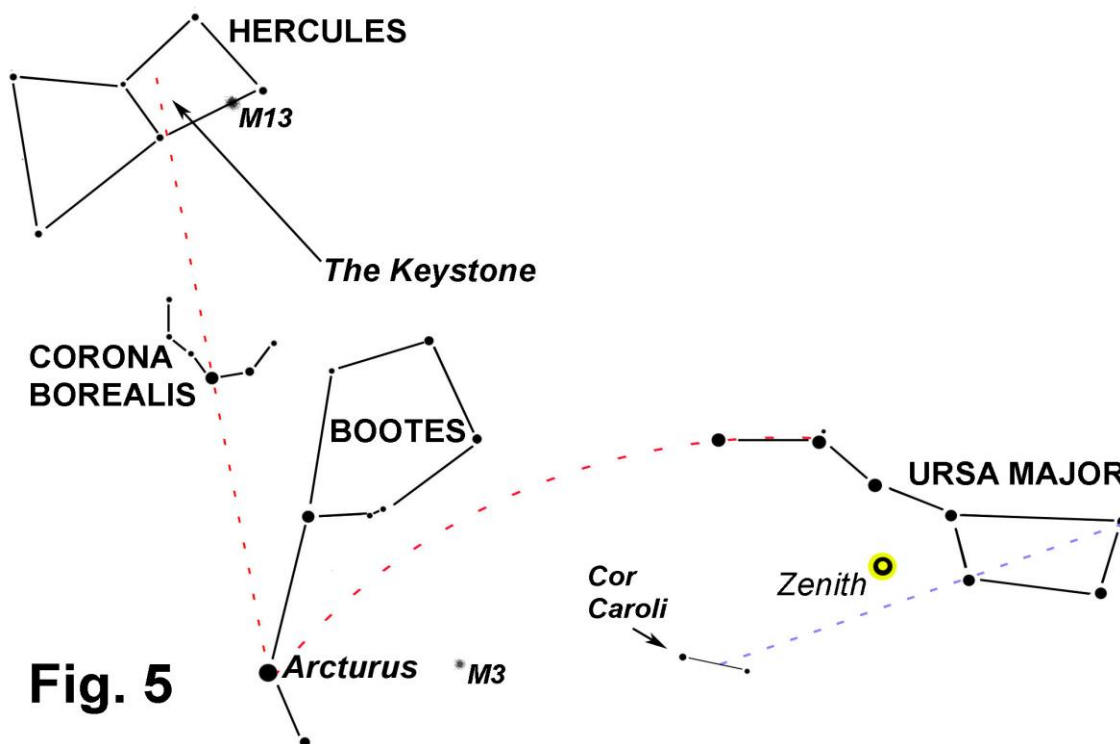 HERCULES
M13
The Keystone
CORONA
BOREALIS
BOOTES
URSA MAJOR
Zenith
Cor
Caroli
Arcturus
M3
Fig. 5